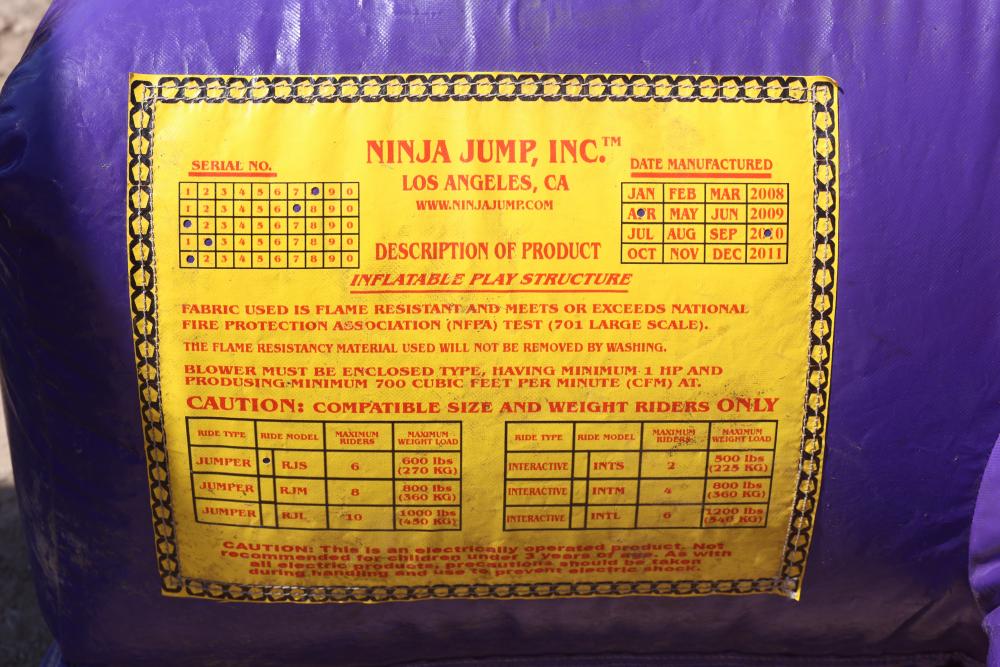 NINJA JUMP, INC.™
LOS ANGELES, CA
WWW.NINJAJUMP.COM
SERIAL NO.
1 2 3 4 5 6 7 9 0
1 2 3 4 5 6 8 9 0
2 3 4 5 6 7 8 9 0
1 3 4 5 6 7 8 9 0
2 3 4 5 6 7 8 9 0
DATE MANUFACTURED
JAN FEB MAR 2008
APR MAY JUN 2009
JUL AUG SEP 2010
OCT NOV DEC 2011
DESCRIPTION OF PRODUCT
INFLATABLE PLAY STRUCTURE
FABRIC USED IS FLAME RESISTANT AND MEETS OR EXCEEDS NATIONAL
FIRE PROTECTION ASSOCIATION (NFPA) TEST (701 LARGE SCALE).
THE FLAME RESISTANCY MATERIAL USED WILL NOT BE REMOVED BY WASHING.
BLOWER MUST BE ENCLOSED TYPE, HAVING MINIMUM 1 HP AND
PRODUSING MINIMUM 700 CUBIC FEET PER MINUTE (CFM) AT.
CAUTION: COMPATIBLE SIZE AND WEIGHT RIDERS ONLY
RIDE TYPE RIDE MODEL MAXIMUM RIDERS MAXIMUM WEIGHT LOAD
JUMPER RJS 6 600 lbs (270 KG)
JUMPER RJM 8 800 lbs (360 KG)
JUMPER RJL 10 1000 lbs (450 KG)
RIDE TYPE RIDE MODEL MAXIMUM RIDERS MAXIMUM WEIGHT LOAD
INTERACTIVE INTS 2 500 lbs (225 KG)
INTERACTIVE INTM 4 800 lbs (360 KG)
INTERACTIVE INTL 6 1200 lbs (540 KG)
CAUTION: This is an electrically operated product. Not
recommended for children under 3 years of age. As with
all electric products, precautions should be taken
during handling and use to prevent electric shock.